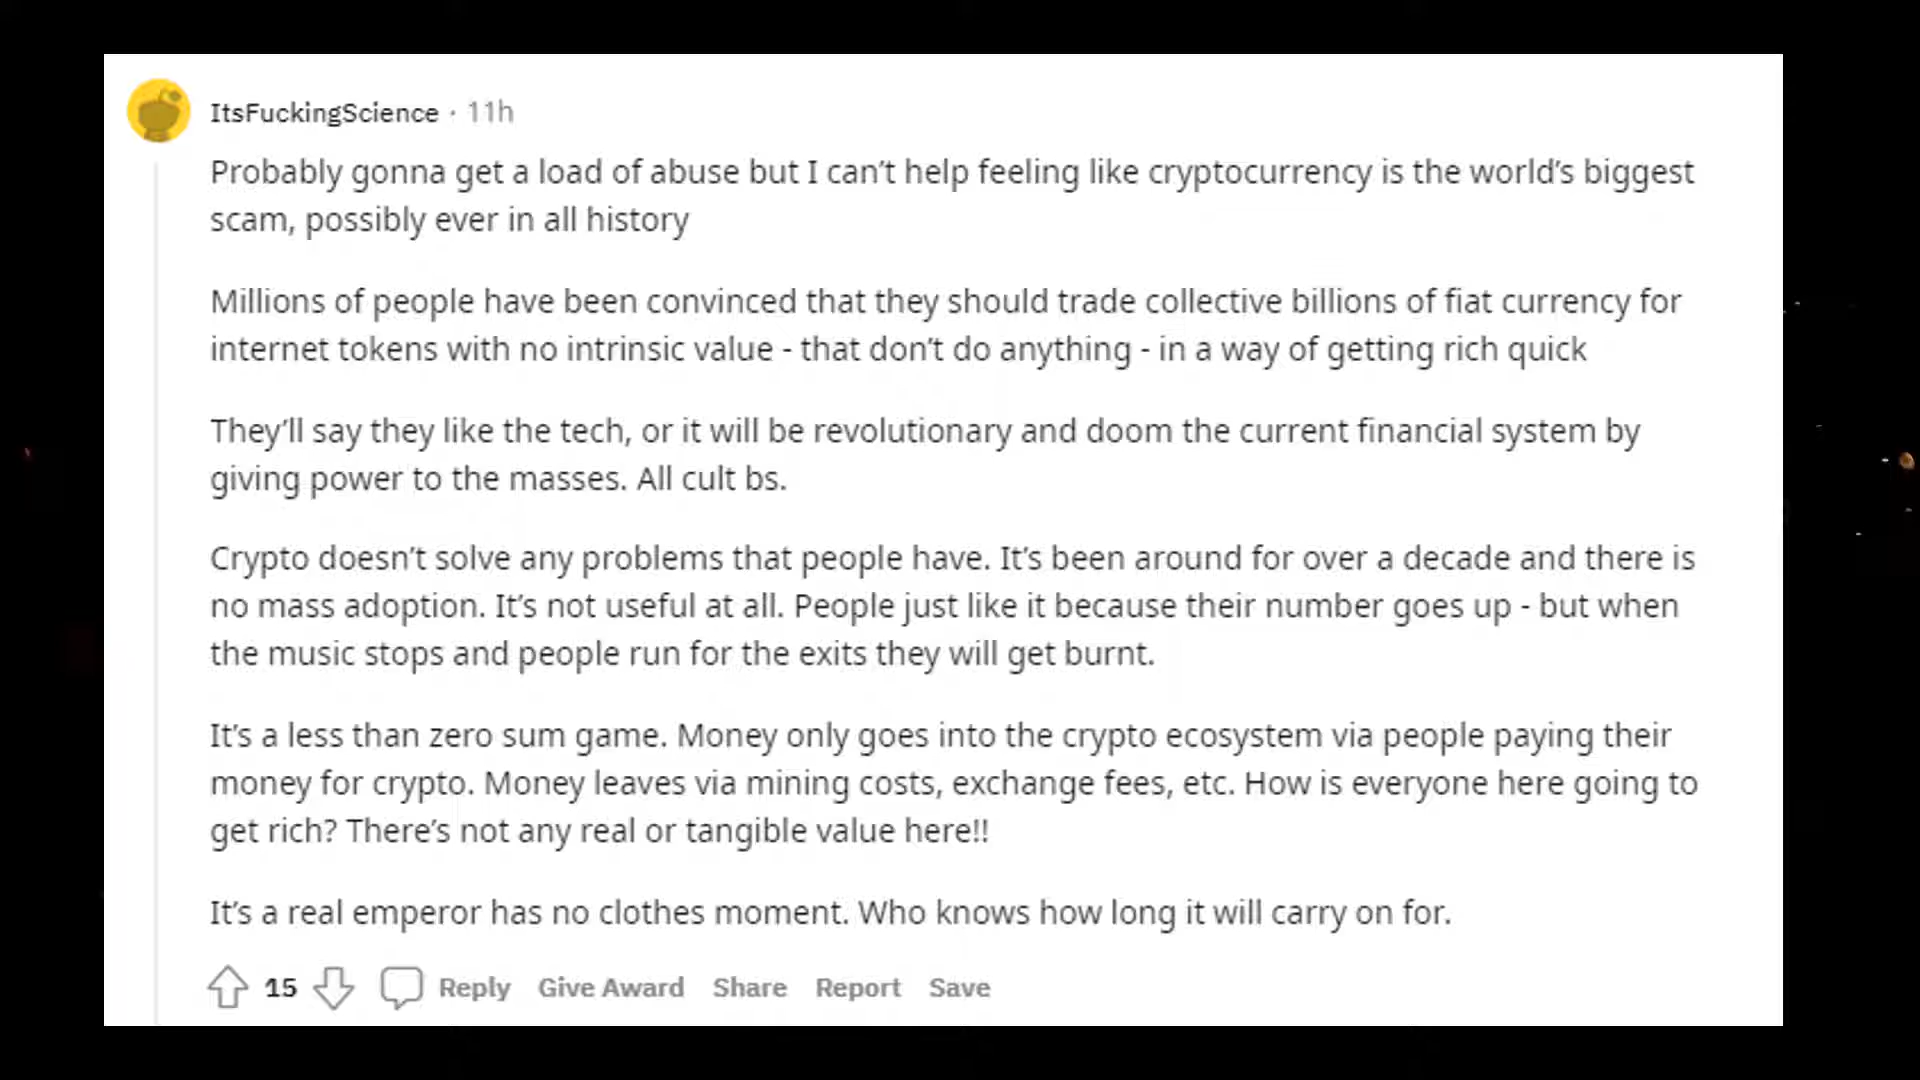 ItsFuckingScience · 11h
Probably gonna get a load of abuse but I can’t help feeling like cryptocurrency is the world’s biggest
scam, possibly ever in all history
Millions of people have been convinced that they should trade collective billions of fiat currency for
internet tokens with no intrinsic value - that don’t do anything - in a way of getting rich quick
They’ll say they like the tech, or it will be revolutionary and doom the current financial system by
giving power to the masses. All cult bs.
Crypto doesn’t solve any problems that people have. It’s been around for over a decade and there is
no mass adoption. It’s not useful at all. People just like it because their number goes up - but when
the music stops and people run for the exits they will get burnt.
It’s a less than zero sum game. Money only goes into the crypto ecosystem via people paying their
money for crypto. Money leaves via mining costs, exchange fees, etc. How is everyone here going to
get rich? There’s not any real or tangible value here!!
It’s a real emperor has no clothes moment. Who knows how long it will carry on for.
15 Reply Give Award Share Report Save